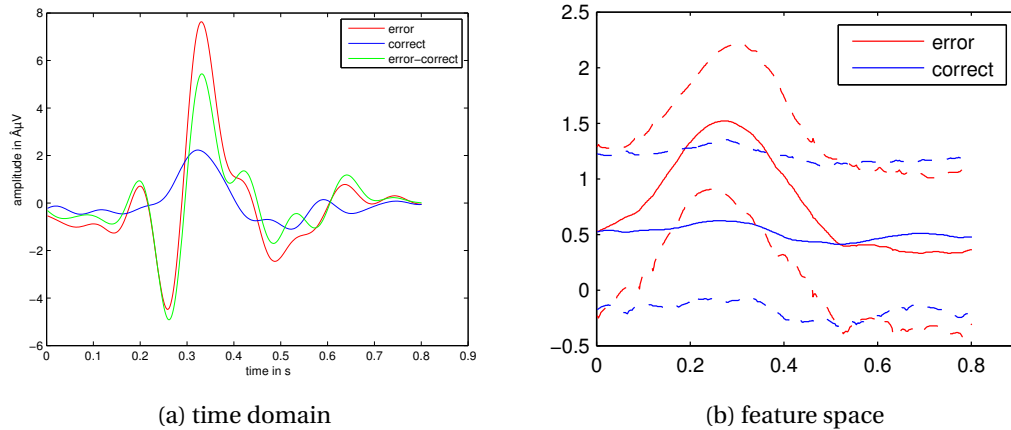 8
6
4
2
0
−2
−4
−6
amplitude in ÂµV
error
correct
error−correct
0 0.1 0.2 0.3 0.4 0.5 0.6 0.7 0.8 0.9
time in s
(a) time domain
2.5
2
1.5
1
0.5
0
−0.5
error
correct
0 0.2 0.4 0.6 0.8
(b) feature space